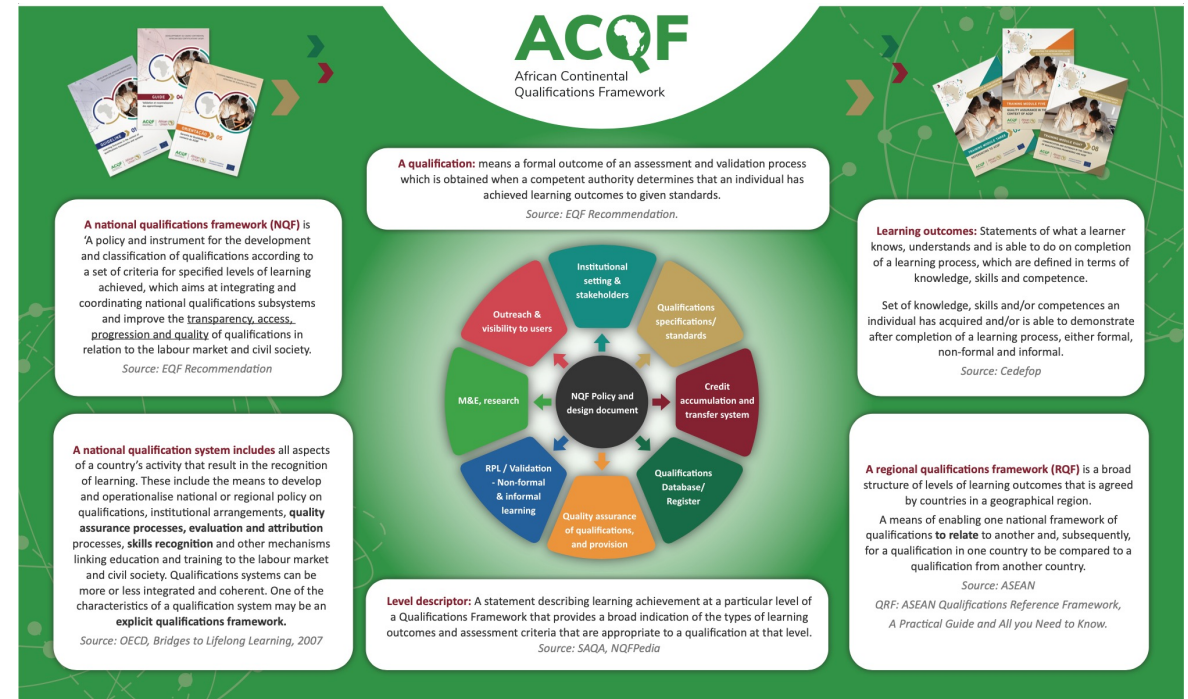 ACQF
African Continental
Qualifications Framework
A qualification: means a formal outcome of an assessment and validation process
which is obtained when a competent authority determines that an individual has
achieved learning outcomes to given standards.
Source: EQF Recommendation.
A national qualifications framework (NQF) is
‘A policy and instrument for the development
and classification of qualifications according to
a set of criteria for specified levels of learning
achieved, which aims at integrating and
coordinating national qualifications subsystems
and improve the transparency, access,
progression and quality of qualifications in
relation to the labour market and civil society.
Source: EQF Recommendation
A national qualification system includes all aspects
of a country’s activity that result in the recognition
of learning. These include the means to develop
and operationalise national or regional policy on
qualifications, institutional arrangements, quality
assurance processes, evaluation and attribution
processes, skills recognition and other mechanisms
linking education and training to the labour market
and civil society. Qualifications systems can be
more or less integrated and coherent. One of the
characteristics of a qualification system may be an
explicit qualifications framework.
Source: OECD, Bridges to Lifelong Learning, 2007
Institutional
setting &
stakeholders
Qualifications
specifications/
standards
Credit
accumulation and
transfer system
Qualifications
Database/
Register
Quality assurance
of qualifications,
and provision
RPL / Validation
- Non-formal
& informal
learning
M&E, research
Outreach &
visibility to users
NQF Policy and
design document
Level descriptor: A statement describing learning achievement at a particular level of
a Qualifications Framework that provides a broad indication of the types of learning
outcomes and assessment criteria that are appropriate to a qualification at that level.
Source: SAQA, NQFPedia
Learning outcomes: Statements of what a learner
knows, understands and is able to do on completion
of a learning process, which are defined in terms of
knowledge, skills and competence.
Set of knowledge, skills and/or competences an
individual has acquired and/or is able to demonstrate
after completion of a learning process, either formal,
non-formal and informal.
Source: Cedefop
A regional qualifications framework (RQF) is a broad
structure of levels of learning outcomes that is agreed
by countries in a geographical region.
A means of enabling one national framework of
qualifications to relate to another and, subsequently,
for a qualification in one country to be compared to a
qualification from another country.
Source: ASEAN
QRF: ASEAN Qualifications Reference Framework,
A Practical Guide and All you Need to Know.